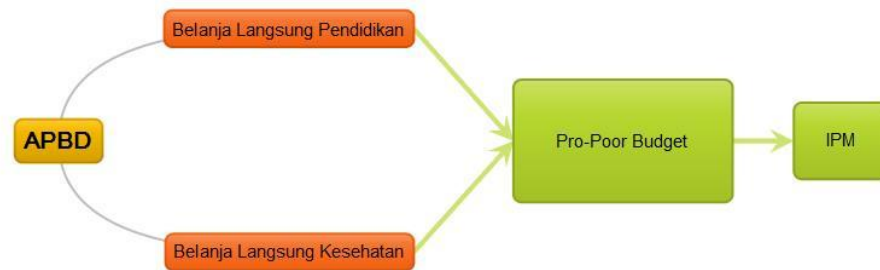 Belanja Langsung Pendidikan
APBD
Pro-Poor Budget
IPM
Belanja Langsung Kesehatan